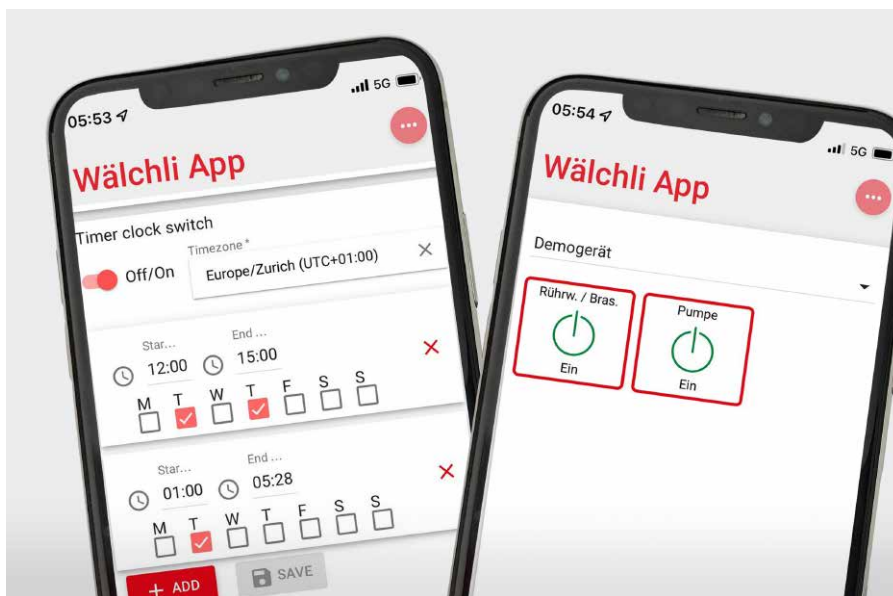 05:53
5G
Wälchli App
Timer clock switch
Off/On
Timezone *
Europe/Zurich (UTC+01:00)
Star... End ...
12:00 15:00
M T W T F S S
Star... End ...
01:00 05:28
M T W T F S S
+ ADD SAVE
05:54
5G
Wälchli App
Demogerät
Rührw. / Bras. Pumpe
Ein Ein